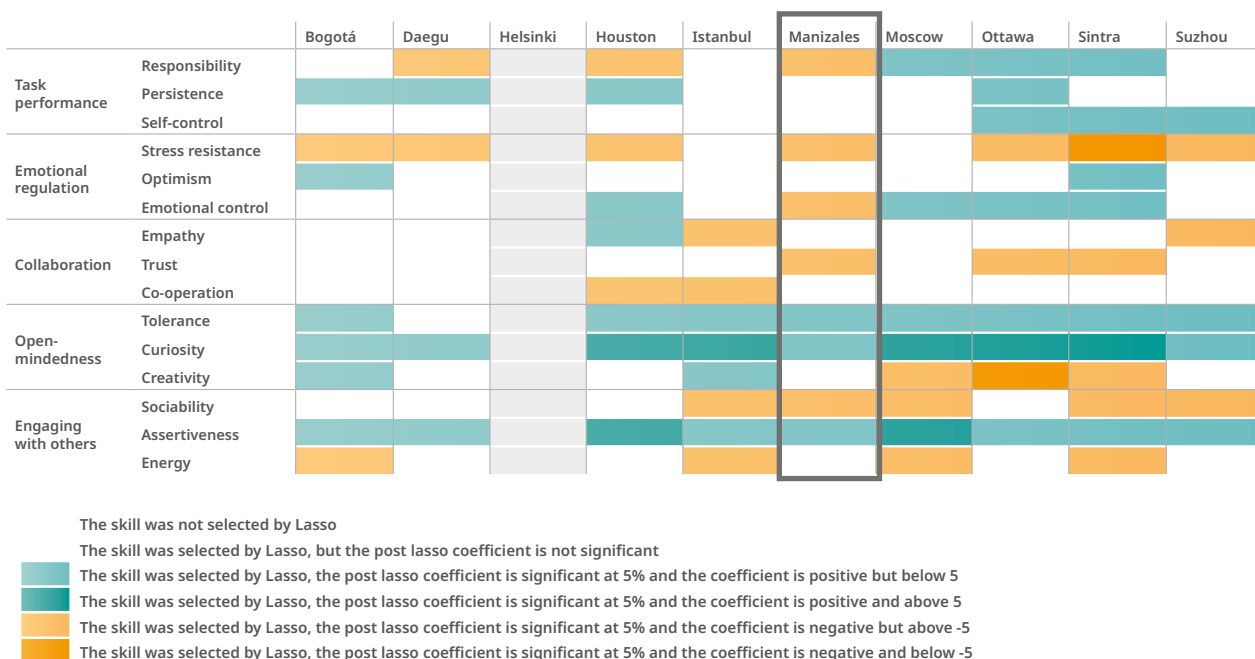 Bogotá Daegu Helsinki Houston Istanbul Manizales Moscow Ottawa Sintra Suzhou
Task performance
Responsibility
Persistence
Self-control
Emotional regulation
Stress resistance
Optimism
Emotional control
Collaboration
Empathy
Trust
Co-operation
Open-
mindedness
Tolerance
Curiosity
Creativity
Engaging
with others
Sociability
Assertiveness
Energy
The skill was not selected by Lasso
The skill was selected by Lasso, but the post lasso coefficient is not significant
The skill was selected by Lasso, the post lasso coefficient is significant at 5% and the coefficient is positive but below 5
The skill was selected by Lasso, the post lasso coefficient is significant at 5% and the coefficient is positive and above 5
The skill was selected by Lasso, the post lasso coefficient is significant at 5% and the coefficient is negative but above -5
The skill was selected by Lasso, the post lasso coefficient is significant at 5% and the coefficient is negative and below -5